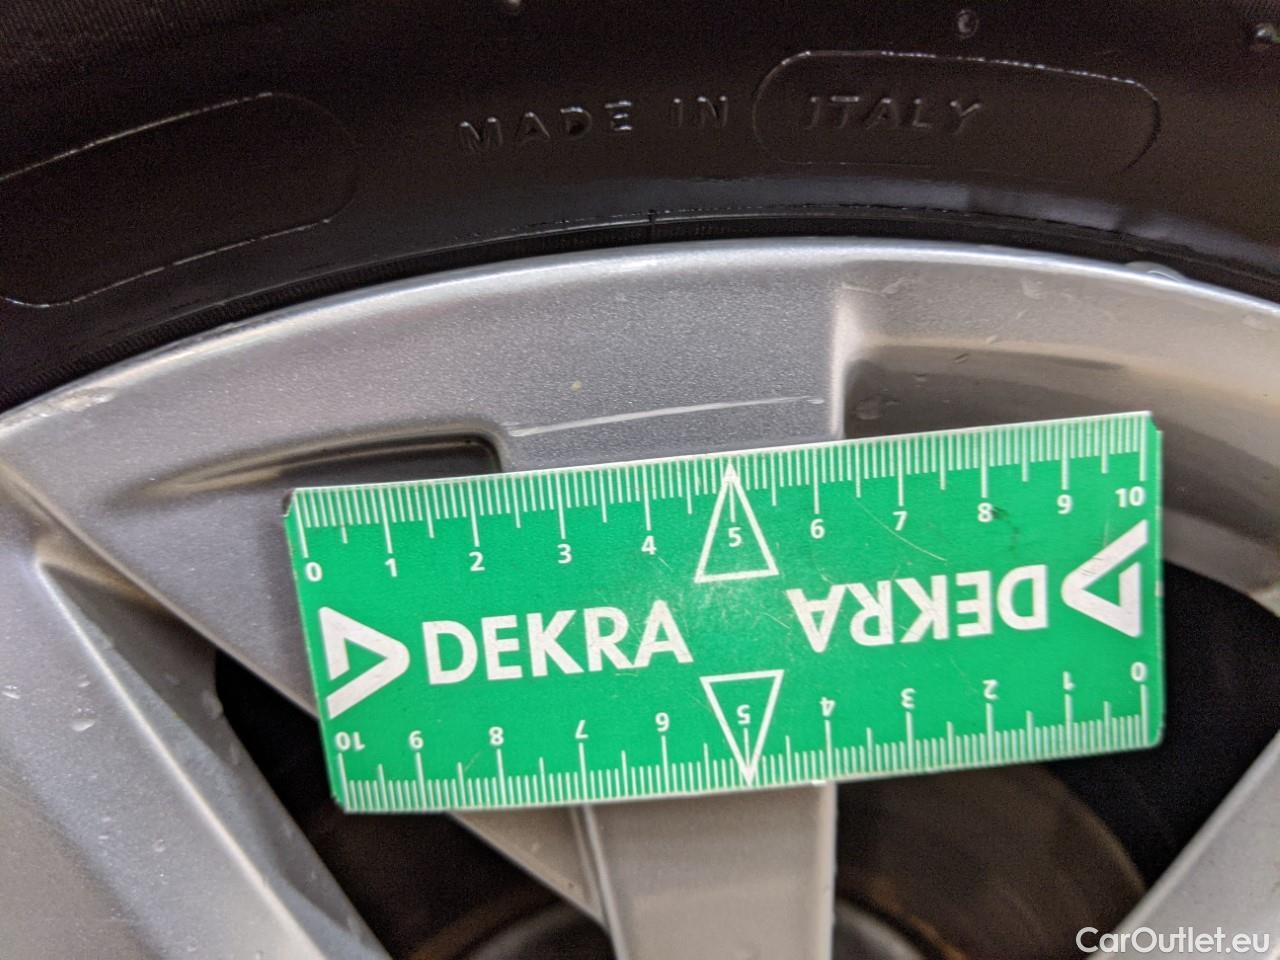 MADE IN ITALY
0 1 2 3 4 5 6 7 8 9 10
DEKRA DEKRA
10 9 8 7 6 5 4 3 2 1 0
CarOutlet.eu